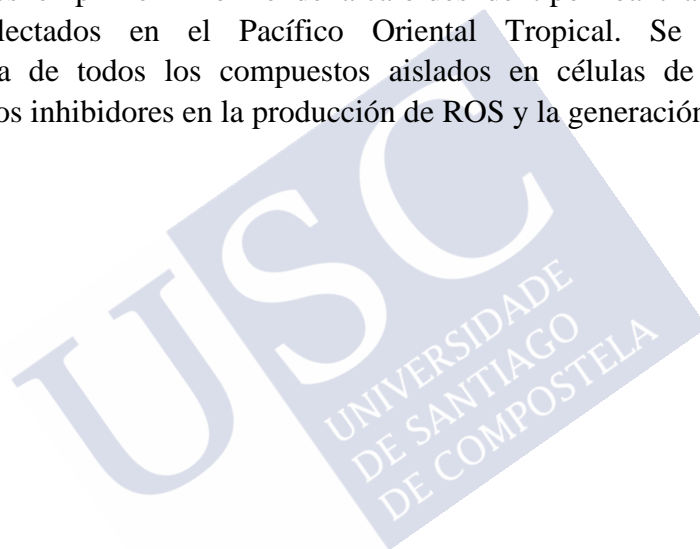 lectados en el Pacífico Oriental Tropical. Se
a de todos los compuestos aislados en células de
os inhibidores en la producción de ROS y la generación
USC
UNIVERSIDADE
DE SANTIAGO
DE COMPOSTELA